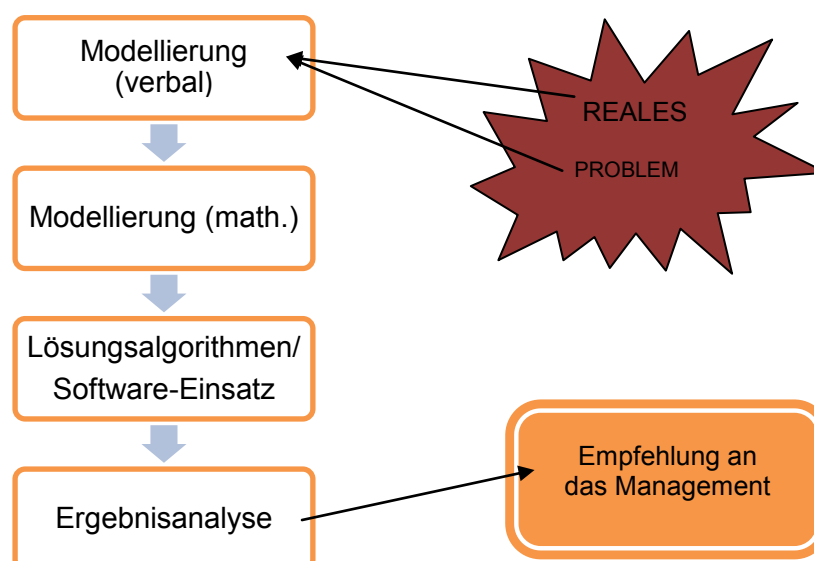 Modellierung
(verbal)
REALES
PROBLEM
Modellierung (math.)
Lösungsalgorithmen/
Software-Einsatz
Ergebnisanalyse
Empfehlung an
das Management